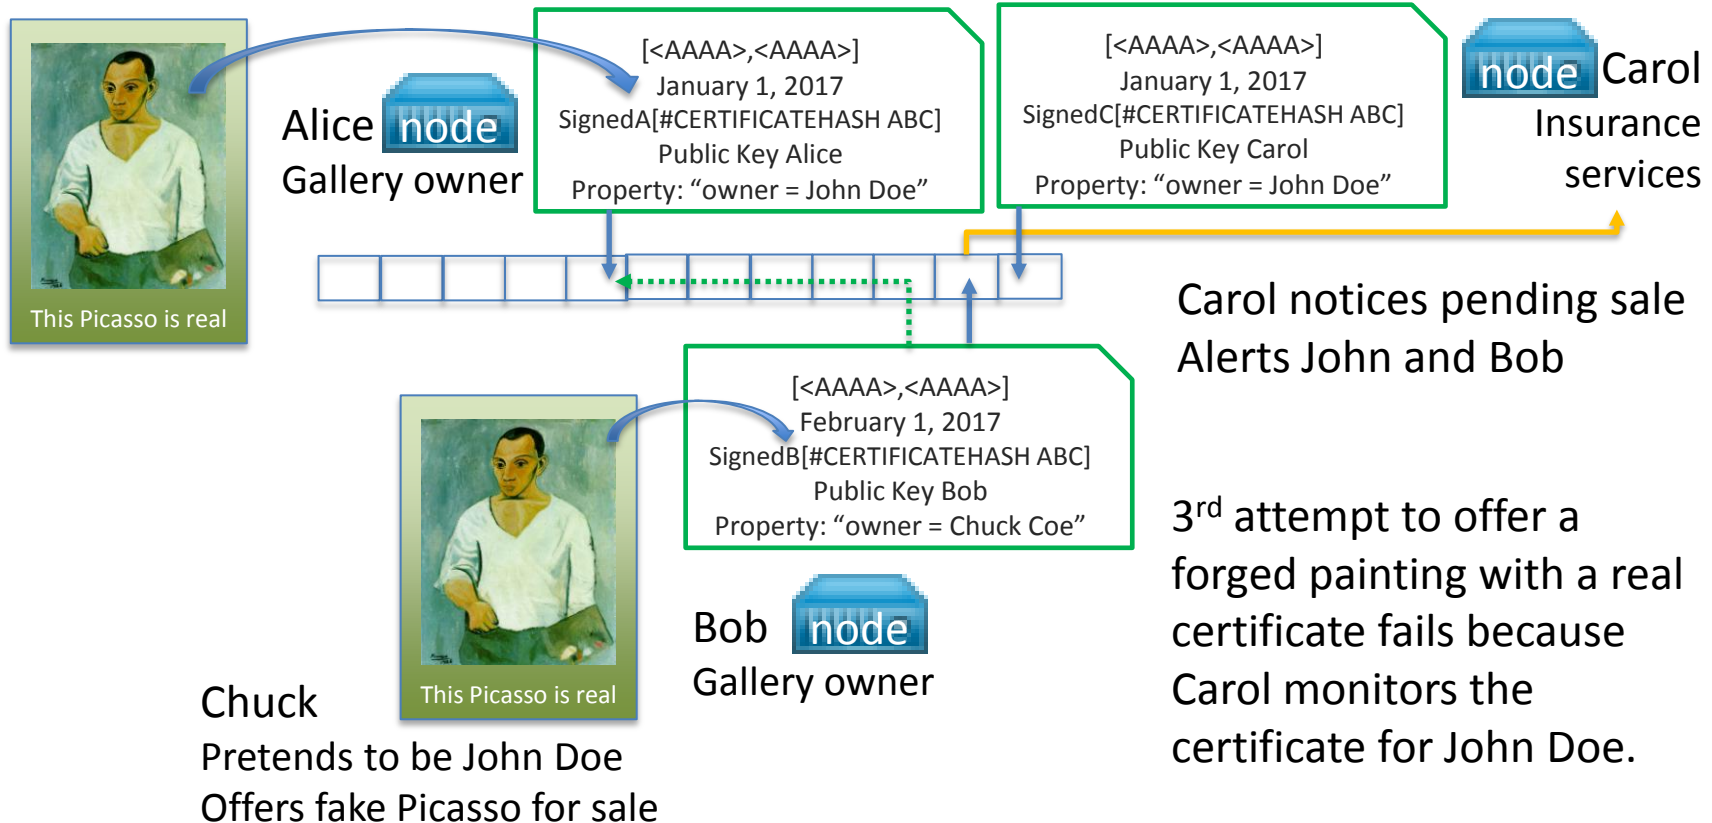 This Picasso is real
Alice node
Gallery owner
[<AAAA>,<AAAA>]
January 1, 2017
SignedA[#CERTIFICATEHASH ABC]
Public Key Alice
Property: “owner = John Doe”
[<AAAA>,<AAAA>]
January 1, 2017
SignedC[#CERTIFICATEHASH ABC]
Public Key Carol
Property: “owner = John Doe”
node Carol
Insurance
services
Carol notices pending sale
Alerts John and Bob
[<AAAA>,<AAAA>]
February 1, 2017
SignedB[#CERTIFICATEHASH ABC]
Public Key Bob
Property: “owner = Chuck Coe”
This Picasso is real
Bob node
Gallery owner
Chuck
Pretends to be John Doe
Offers fake Picasso for sale
3rd attempt to offer a
forged painting with a real
certificate fails because
Carol monitors the
certificate for John Doe.